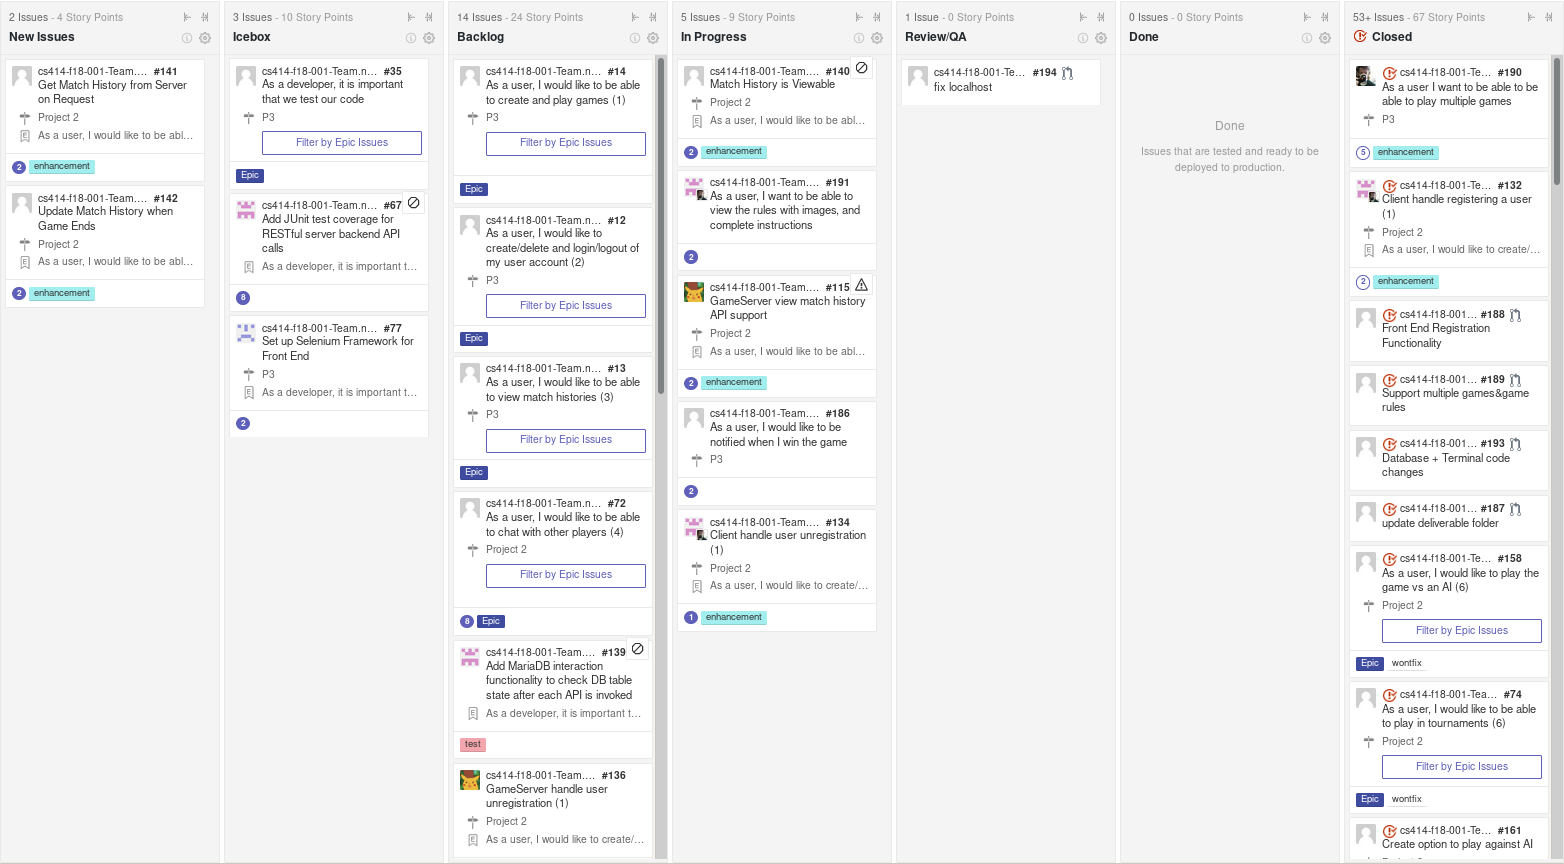 2 Issues - 4 Story Points
New Issues
cs414-f18-001-Team.… #141
Get Match History from Server
on Request
Project 2
As a user, I would like to be abl…
2 enhancement
cs414-f18-001-Team.… #142
Update Match History when
Game Ends
Project 2
As a user, I would like to be abl…
2 enhancement
3 Issues - 10 Story Points
Icebox
cs414-f18-001-Team.n… #35
As a developer, it is important
that we test our code
P3
Filter by Epic Issues
Epic
cs414-f18-001-Team.… #67
Add JUnit test coverage for
RESTful server backend API
calls
As a developer, it is important t…
8
cs414-f18-001-Team.n… #77
Set up Selenium Framework for
Front End
P3
As a developer, it is important t…
2
14 Issues - 24 Story Points
Backlog
cs414-f18-001-Team.n… #14
As a user, I would like to be able
to create and play games (1)
P3
Filter by Epic Issues
Epic
cs414-f18-001-Team.n… #12
As a user, I would like to
create/delete and login/logout of
my user account (2)
P3
Filter by Epic Issues
Epic
cs414-f18-001-Team.n… #13
As a user, I would like to be able
to view match histories (3)
P3
Filter by Epic Issues
Epic
cs414-f18-001-Team.n… #72
As a user, I would like to be able
to chat with other players (4)
Project 2
Filter by Epic Issues
8 Epic
cs414-f18-001-Team.… #139
Add MariaDB interaction
functionality to check DB table
state after each API is invoked
As a developer, it is important t…
test
cs414-f18-001-Team.… #136
GameServer handle user
unregistration (1)
Project 2
As a user, I would like to create/…
5 Issues - 9 Story Points
In Progress
cs414-f18-001-Team.… #140
Match History is Viewable
Project 2
As a user, I would like to be abl…
2 enhancement
cs414-f18-001-Team.… #191
As a user, I want to be able to
view the rules with images, and
complete instructions
2
cs414-f18-001-Team.… #115
GameServer view match history
API support
Project 2
As a user, I would like to be abl…
2 enhancement
cs414-f18-001-Team.… #186
As a user, I would like to be
notified when I win the game
P3
2
cs414-f18-001-Team.… #134
Client handle user unregistration
(1)
Project 2
As a user, I would like to create/…
1 enhancement
1 Issue - 0 Story Points
Review/QA
cs414-f18-001-Te… #194
fix localhost
0 Issues - 0 Story Points
Done
Done
Issues that are tested and ready to be
deployed to production.
53+ Issues - 67 Story Points
Closed
cs414-f18-001-Te… #190
As a user I want to be able to be
able to play multiple games
P3
5 enhancement
cs414-f18-001-Te… #132
Client handle registering a user
(1)
Project 2
As a user, I would like to create/…
2 enhancement
cs414-f18-001… #188
Front End Registration
Functionality
cs414-f18-001… #189
Support multiple games&game
rules
cs414-f18-001… #193
Database + Terminal code
changes
cs414-f18-001… #187
update deliverable folder
cs414-f18-001-Te… #158
As a user, I would like to play the
game vs an AI (6)
Project 2
Filter by Epic Issues
Epic wontfix
cs414-f18-001-Tea… #74
As a user, I would like to be able
to play in tournaments (6)
Project 2
Filter by Epic Issues
Epic wontfix
cs414-f18-001-Te… #161
Create option to play against AI